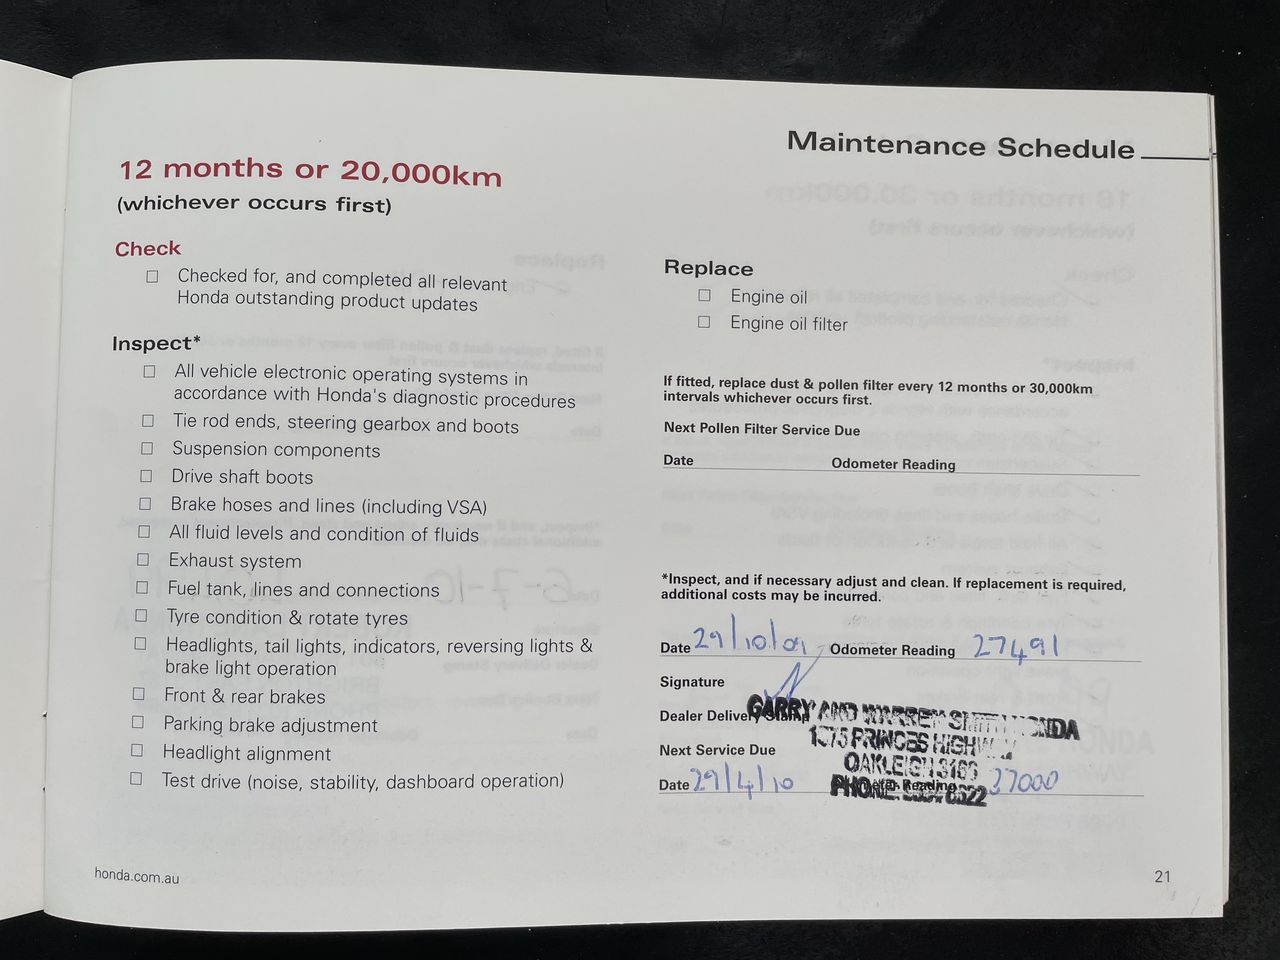 Maintenance Schedule
12 months or 20,000km
(whichever occurs first)
Check
Checked for, and completed all relevant
Honda outstanding product updates
Inspect*
All vehicle electronic operating systems in
accordance with Honda's diagnostic procedures
Tie rod ends, steering gearbox and boots
Suspension components
Drive shaft boots
Brake hoses and lines (including VSA)
All fluid levels and condition of fluids
Exhaust system
Fuel tank, lines and connections
Tyre condition & rotate tyres
Headlights, tail lights, indicators, reversing lights &
brake light operation
Front & rear brakes
Parking brake adjustment
Headlight alignment
Test drive (noise, stability, dashboard operation)
Replace
Engine oil
Engine oil filter
If fitted, replace dust & pollen filter every 12 months or 30,000km
intervals whichever occurs first.
Next Pollen Filter Service Due
Date Odometer Reading
*Inspect, and if necessary adjust and clean. If replacement is required,
additional costs may be incurred.
Date 29/10/09 Odometer Reading 27491
Signature
Dealer Delivery Stamp
GARRY AND WARREN SMITH HONDA
PRINCES HIGHWAY
OAKLEIGH 3166
PHONE
Next Service Due
Date 29/4/10 Reading 37000
honda.com.au
21